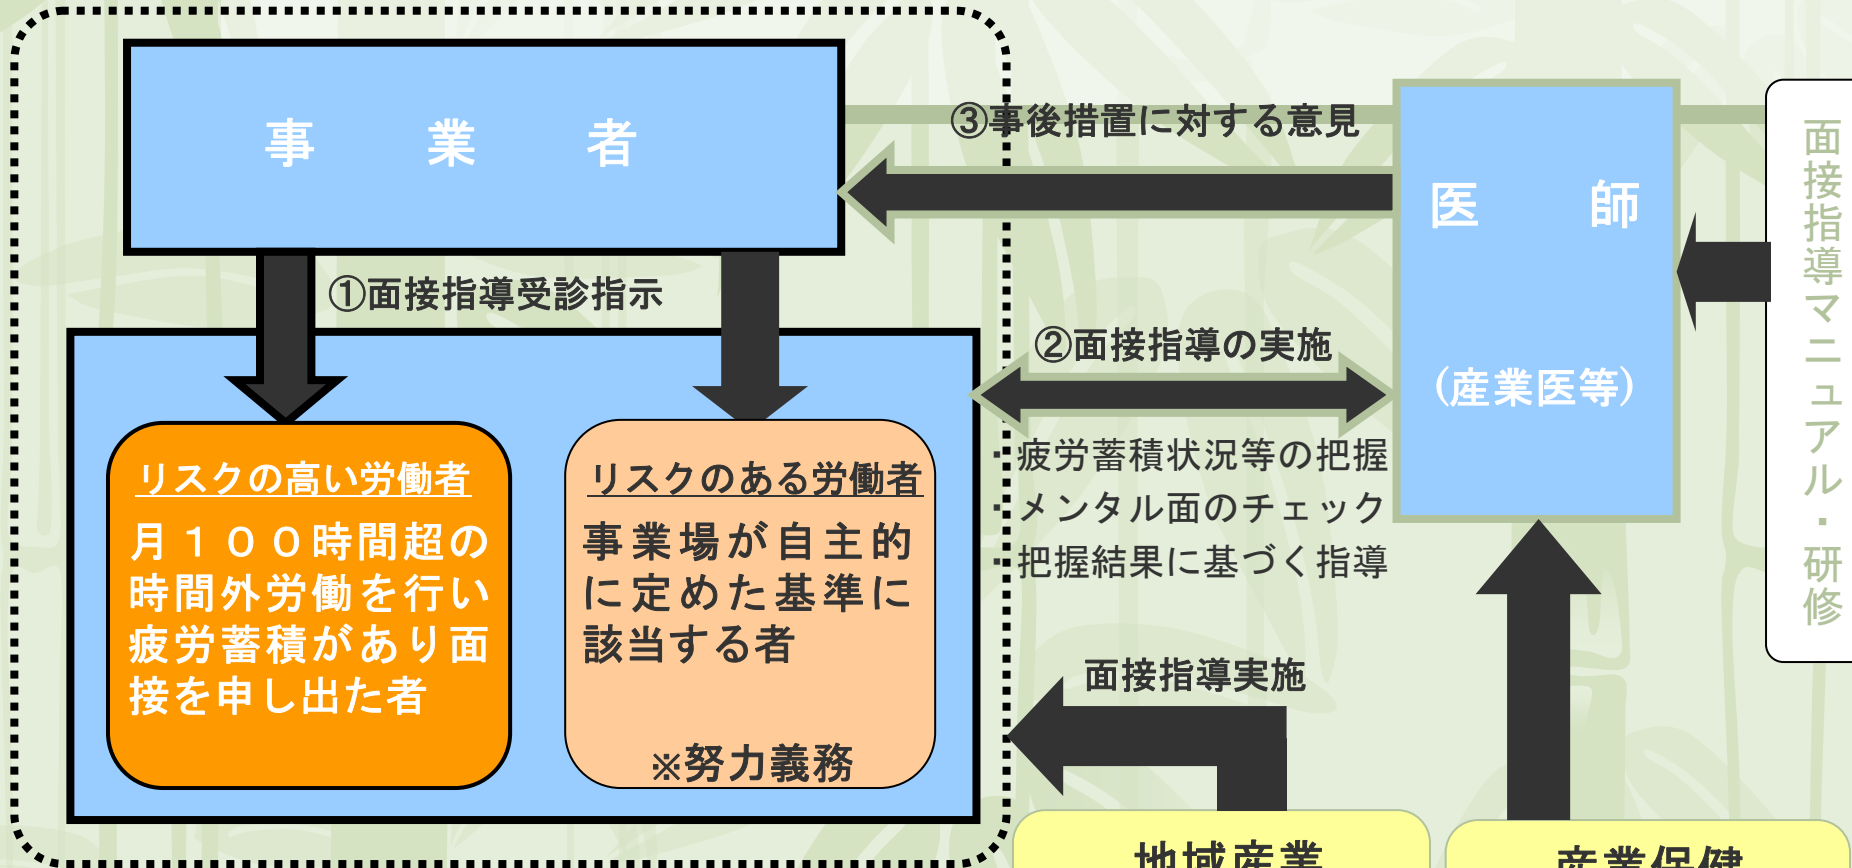 事業者
③事後措置に対する意見
医師
(産業医等)
面接指導マニュアル・研修
①面接指導受診指示
②面接指導の実施
・疲労蓄積状況等の把握
・メンタル面のチェック
・把握結果に基づく指導
リスクの高い労働者
月１００時間超の
時間外労働を行い
疲労蓄積があり面
接を申し出た者
リスクのある労働者
事業場が自主的
に定めた基準に
該当する者
※努力義務
面接指導実施
地域産業
産業保健